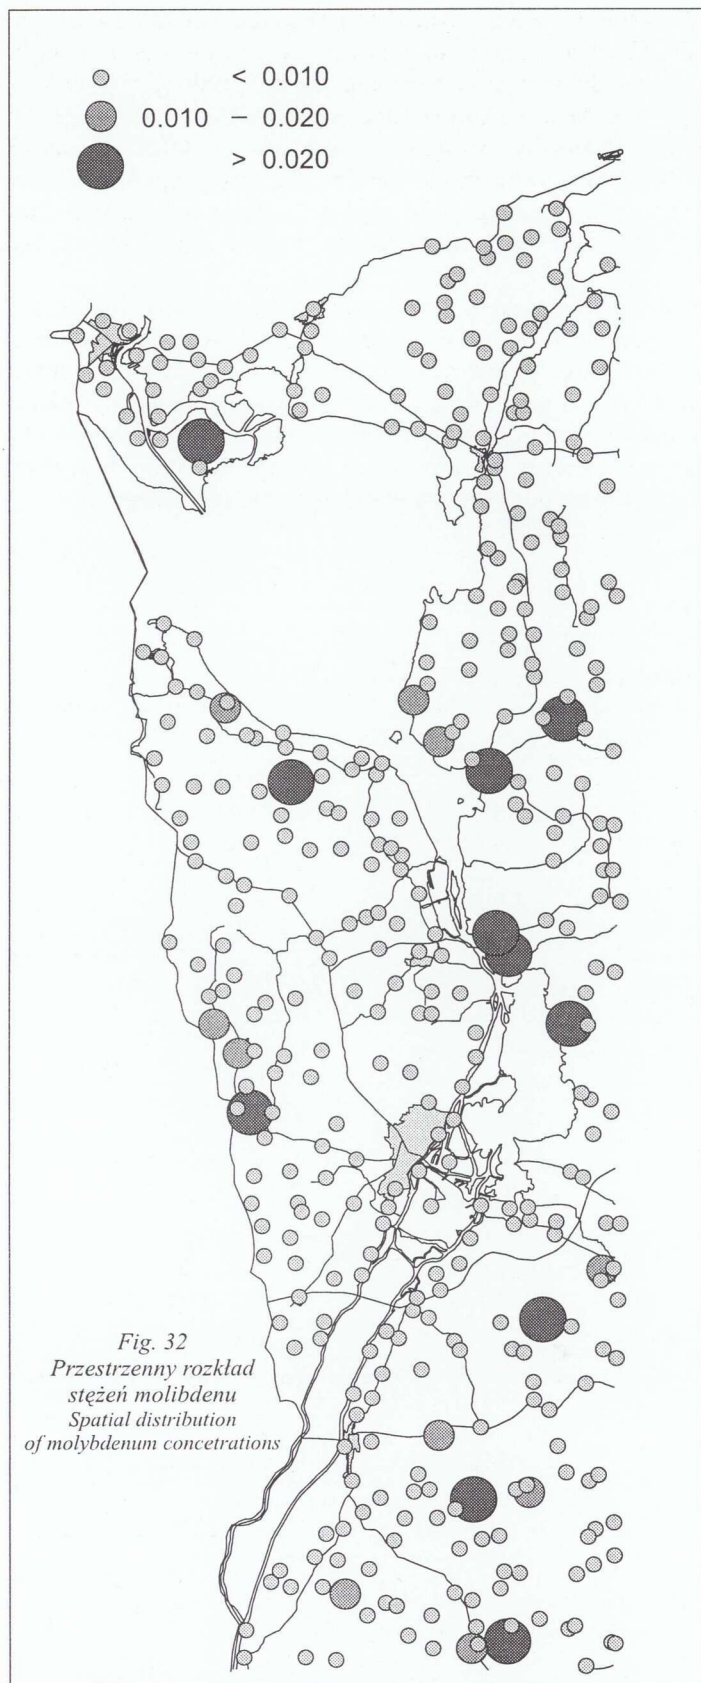 < 0.010
0.010 – 0.020
> 0.020
Fig. 32
Przestrzenny rozkład
stężeń molibdenu
Spatial distribution
of molybdenum concetrations